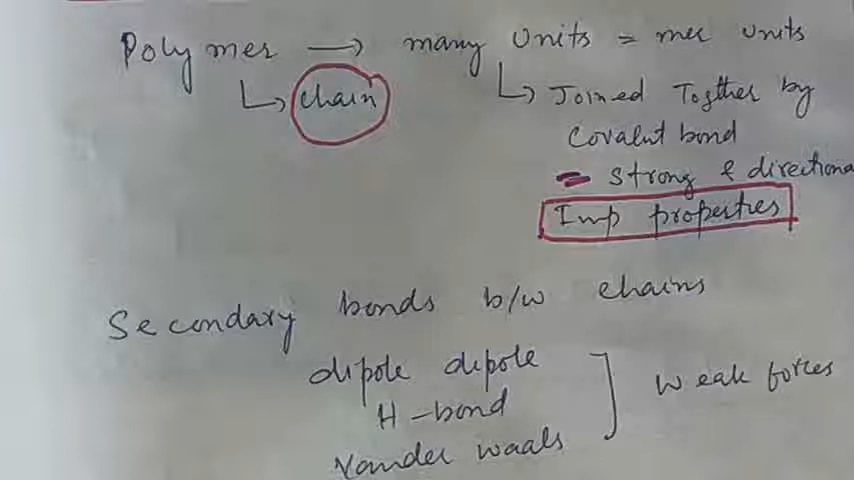 Polymer → many units = mer units
↳ chain
↳ Joined Togther by
Covalent bond
- strong & directiona
Imp properties
Secondary bonds b/w chains
dipole dipole
H-bond
Vander waals
] weak forces